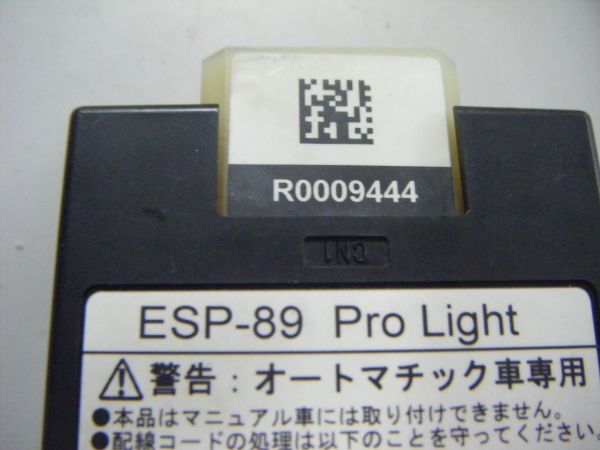 R0009444
CN1
ESP-89 Pro Light
警告：オートマチック車専用
●本品はマニュアル車には取り付けできません。
●配線コードの処理は以下のことを守ってください。